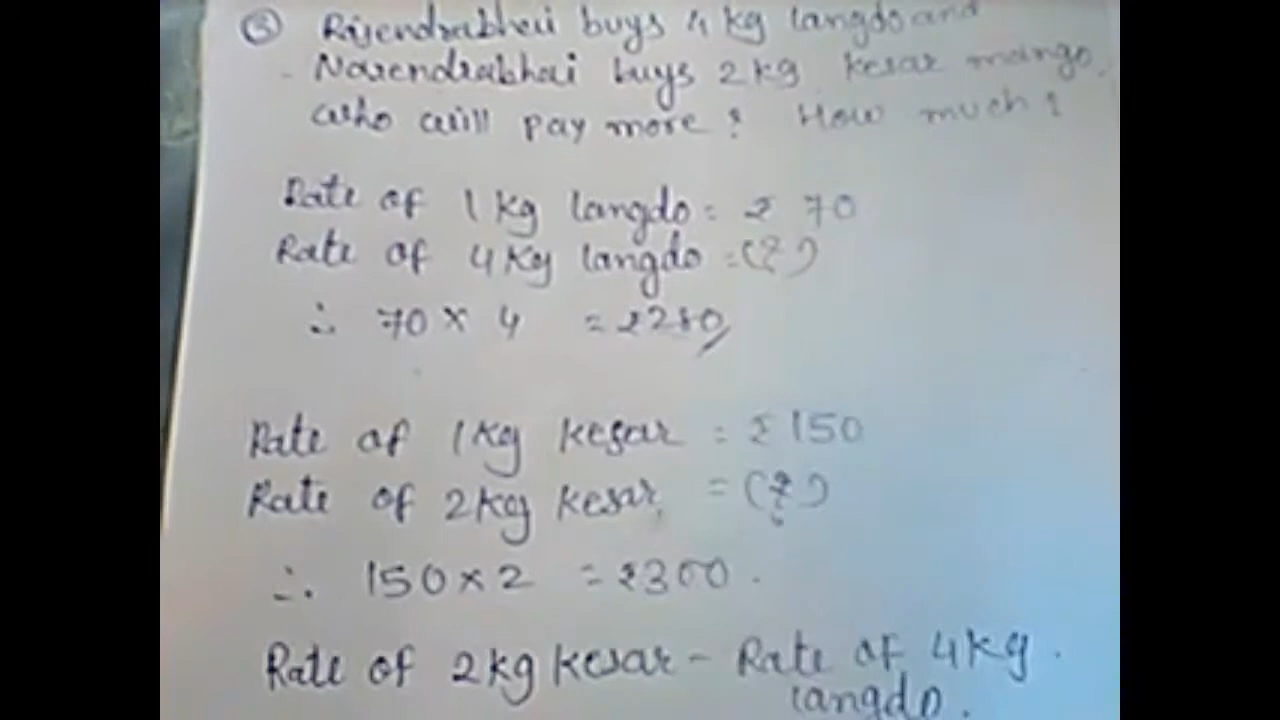 ③ Rajendrabhai buys 4 kg langdo and
Narendrabhai buys 2 kg kesar mango.
who will pay more? How much?
Rate of 1 kg langdo = ₹ 70
Rate of 4 kg langdo = (?)
∴ 70 × 4 = ₹280/
Rate of 1 kg kesar = ₹ 150
Rate of 2 kg kesar = (?)
∴ 150 × 2 = ₹300.
Rate of 2 kg kesar - Rate of 4 kg.
langdo.